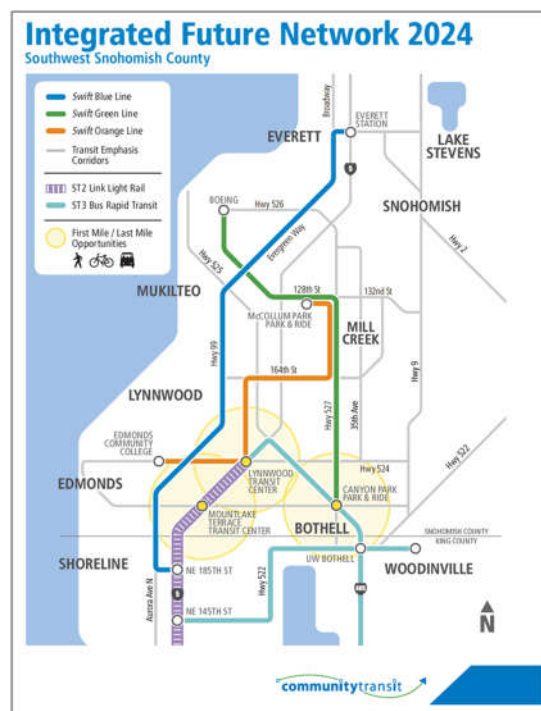 Integrated Future Network 2024
Southwest Snohomish County
Swift Blue Line
Swift Green Line
Swift Orange Line
Transit Emphasis
Corridors
ST2 Link Light Rail
ST3 Bus Rapid Transit
First Mile / Last Mile
Opportunities
Broadway
EVERETT
STATION
EVERETT
5
LAKE
STEVENS
BOEING
Hwy 526
SNOHOMISH
Evergreen Way
Hwy 525
Hwy 2
MUKILTEO
128th St
132nd St
McCOLLUM PARK
PARK & RIDE
MILL
CREEK
Hwy 99
164th St
Hwy 527
35th Ave
Hwy 9
LYNNWOOD
EDMONDS
COMMUNITY
COLLEGE
Hwy 522
LYNNWOOD
TRANSIT
CENTER
Hwy 524
EDMONDS
CANYON PARK
PARK & RIDE
MOUNTLAKE
TERRACE
TRANSIT CENTER
BOTHELL
SNOHOMISH COUNTY
KING COUNTY
SHORELINE
UW BOTHELL
WOODINVILLE
NE 185TH ST
Hwy 522
Aurora Ave N
5
405
NE 145TH ST
N
communitytransit